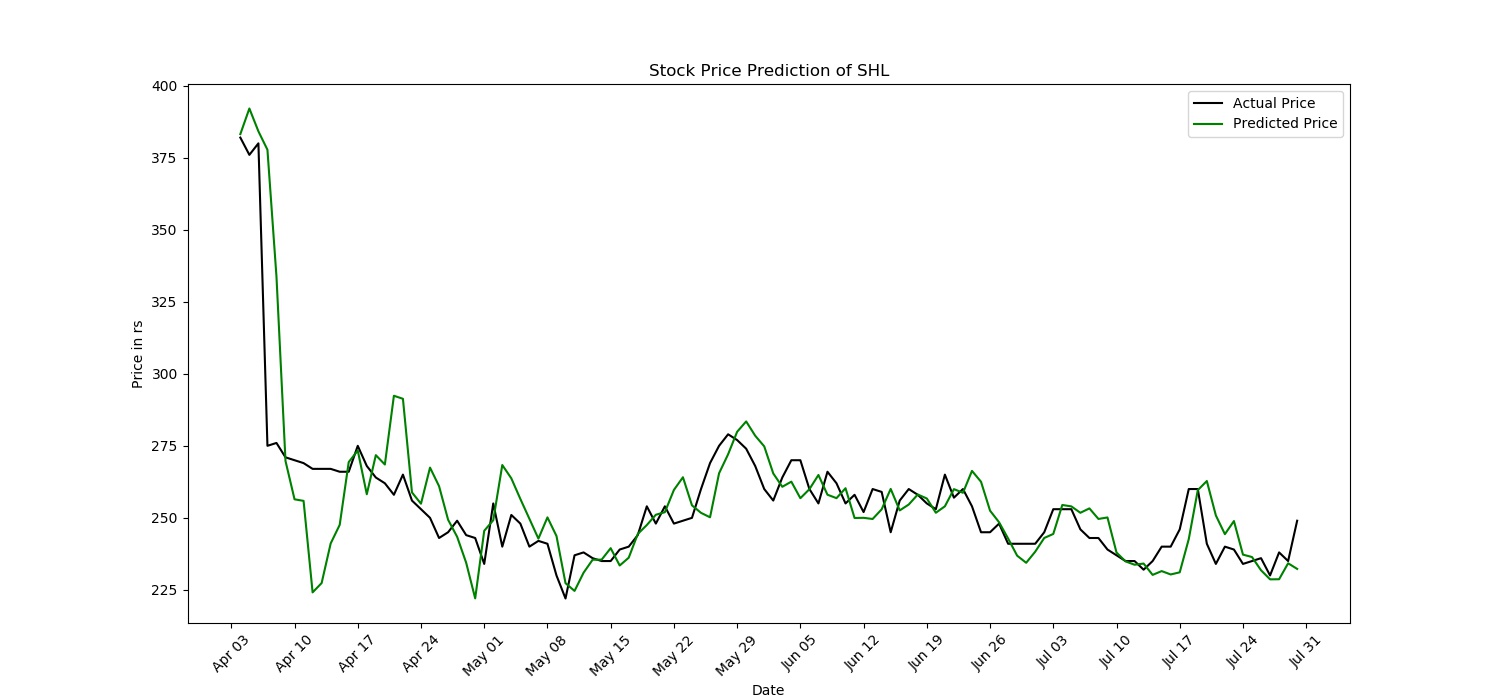 Stock Price Prediction of SHL
Actual Price
Predicted Price
Price in rs
400
375
350
325
300
275
250
225
Apr 03
Apr 10
Apr 17
Apr 24
May 01
May 08
May 15
May 22
May 29
Jun 05
Jun 12
Jun 19
Jun 26
Jul 03
Jul 10
Jul 17
Jul 24
Jul 31
Date